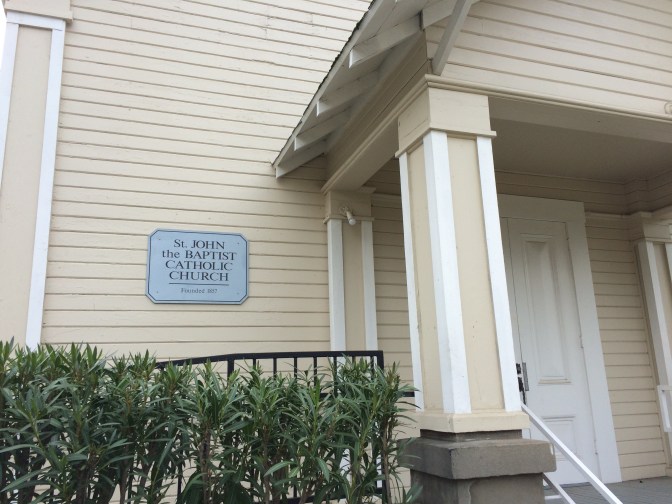 St. JOHN
the BAPTIST
CATHOLIC
CHURCH
Founded